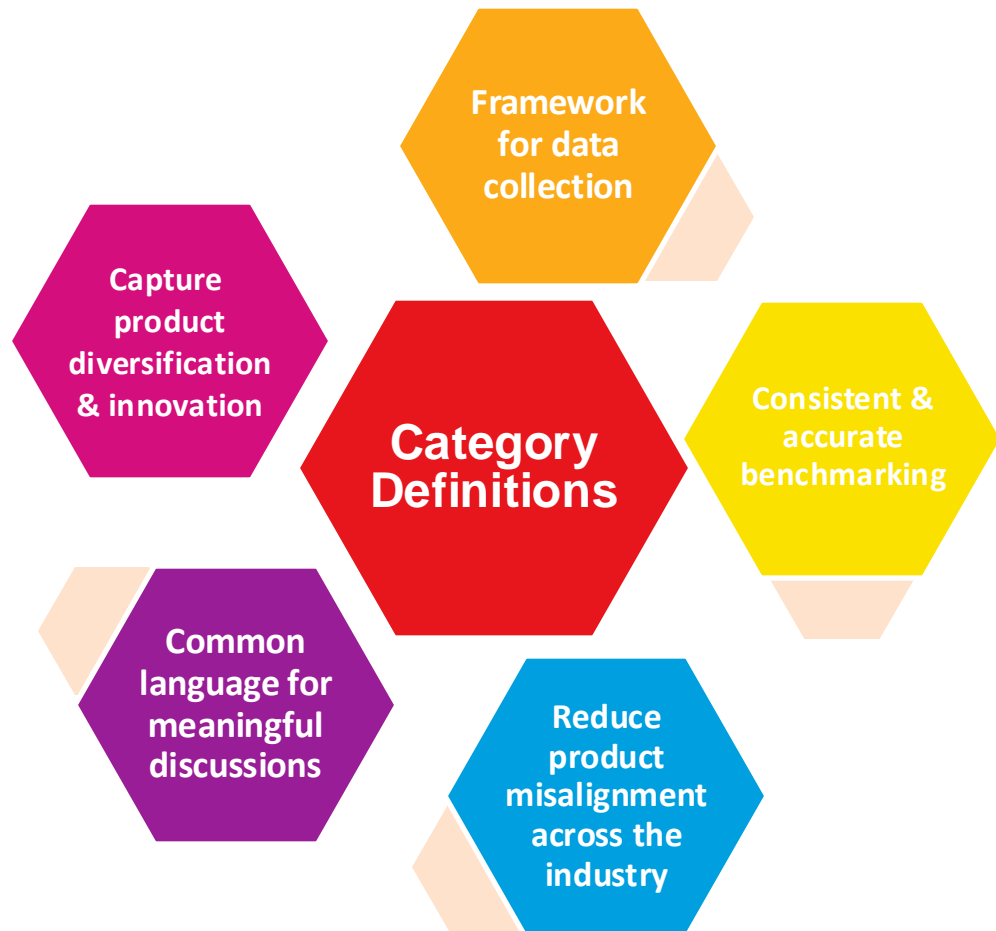 Framework
for data
collection
Capture
product
diversification
& innovation
Category
Definitions
Consistent &
accurate
benchmarking
Common
language for
meaningful
discussions
Reduce
product
misalignment
across the
industry